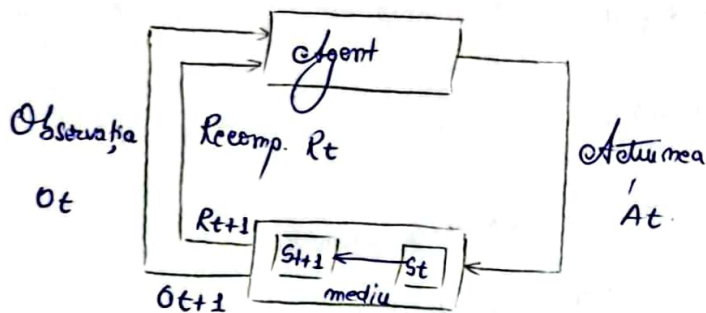 Agent
Observația
Ot
Recomp. Rt
Acțiunea
At.
Rt+1
St+1
St
mediu
Ot+1